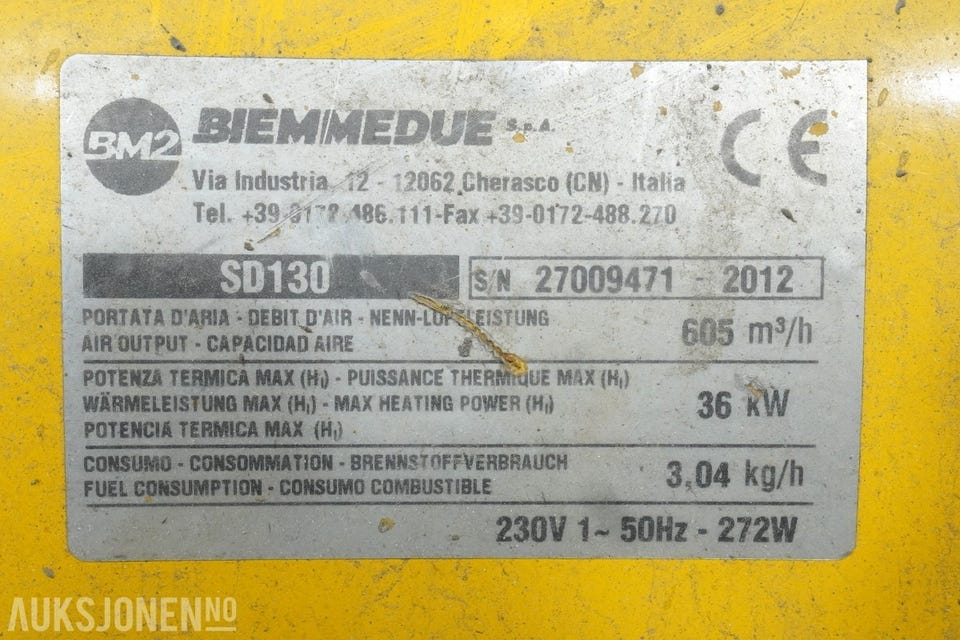 BM2 BIEMMEDUE S.p.A. CE
Via Industria, 12 - 12062 Cherasco (CN) - Italia
Tel. +39-0172-486.111-Fax +39-0172-488.270
SD130 S/N 27009471 - 2012
PORTATA D'ARIA - DEBIT D'AIR - NENN-LUFTLEISTUNG
AIR OUTPUT - CAPACIDAD AIRE 605 m³/h
POTENZA TERMICA MAX (Hi) - PUISSANCE THERMIQUE MAX (Hi)
WÄRMELEISTUNG MAX (Hi) - MAX HEATING POWER (Hi) 36 kW
POTENCIA TERMICA MAX (Hi)
CONSUMO - CONSOMMATION - BRENNSTOFFVERBRAUCH
FUEL CONSUMPTION - CONSUMO COMBUSTIBLE 3,04 kg/h
230V 1~ 50Hz - 272W
AUKSJONEN.NO